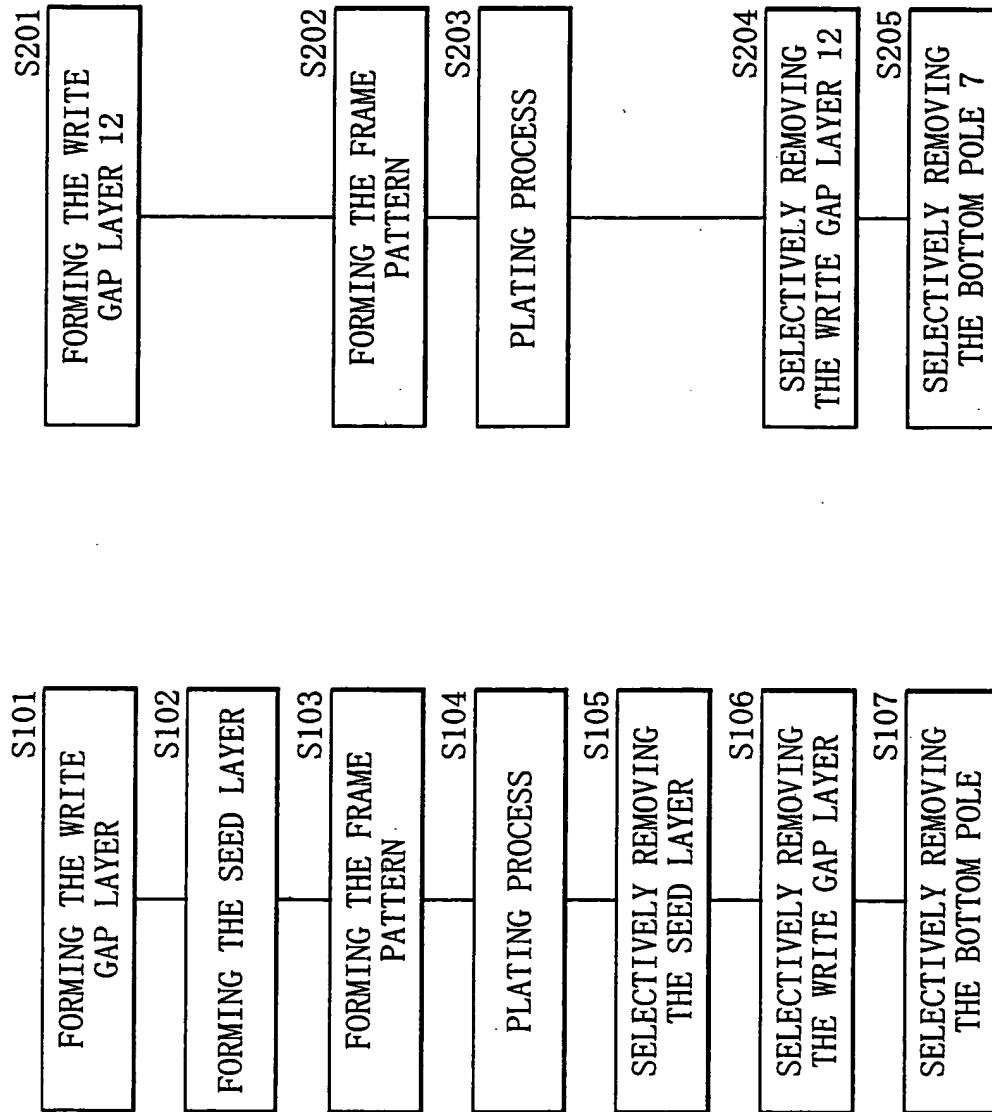 S101
FORMING THE WRITE
GAP LAYER
S102
FORMING THE SEED LAYER
S103
FORMING THE FRAME
PATTERN
S104
PLATING PROCESS
S105
SELECTIVELY REMOVING
THE SEED LAYER
S106
SELECTIVELY REMOVING
THE WRITE GAP LAYER
S107
SELECTIVELY REMOVING
THE BOTTOM POLE
S201
FORMING THE WRITE
GAP LAYER 12
S202
FORMING THE FRAME
PATTERN
S203
PLATING PROCESS
S204
SELECTIVELY REMOVING
THE WRITE GAP LAYER 12
S205
SELECTIVELY REMOVING
THE BOTTOM POLE 7